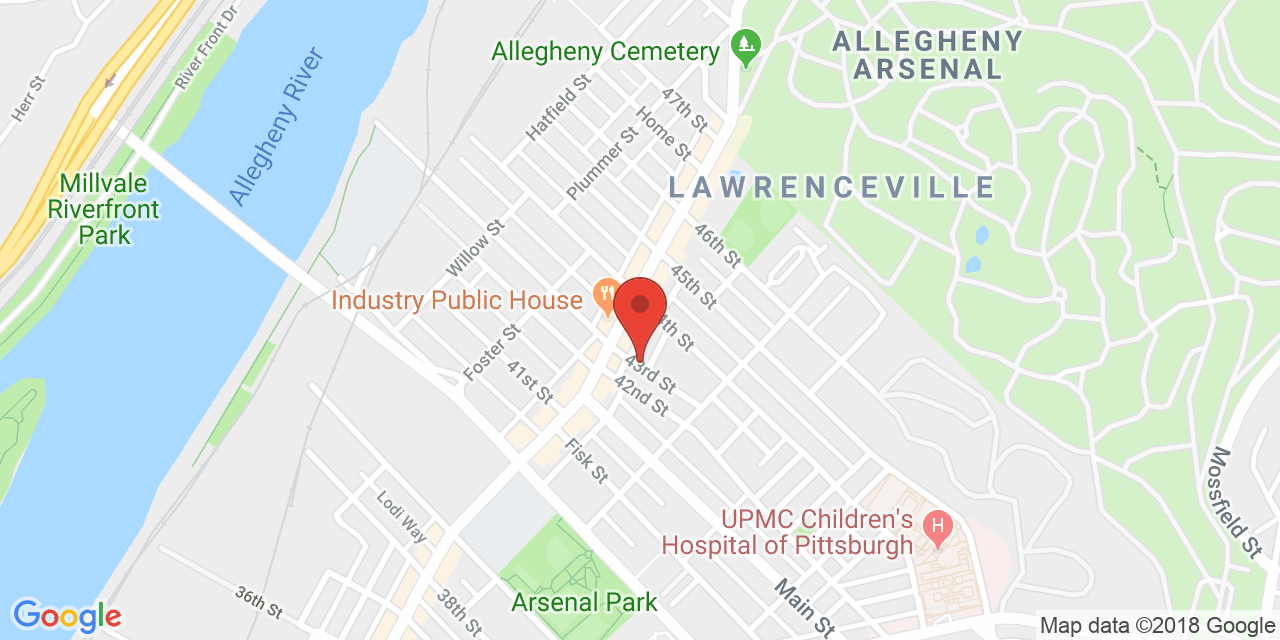 Herr St
River Front Dr
Allegheny River
Millvale
Riverfront
Park
Allegheny Cemetery
ALLEGHENY
ARSENAL
LAWRENCEVILLE
Hatfield St
47th St
Home St
Plummer St
Willow St
46th St
45th St
Industry Public House
4th St
Foster St
43rd St
41st St
42nd St
Fisk St
Lodi Way
Mossfield St
UPMC Children's
Hospital of Pittsburgh
H
36th St
38th St
Arsenal Park
Main St
Google
Map data ©2018 Google